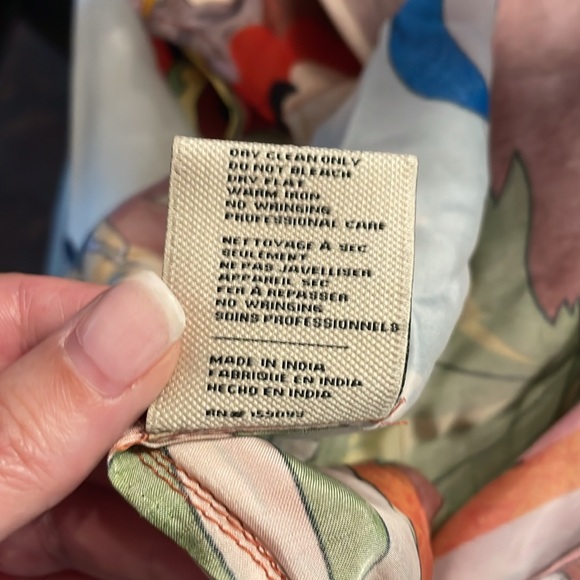 DRY CLEAN ONLY
DO NOT BLEACH
DRY FLAT
WARM IRON
NO WRINGING
PROFESSIONAL CARE
NETTOYAGE À SEC
SEULEMENT
NE PAS JAVELLISER
APPAREIL SEC
FER À REPASSER
NO WRINGING
SOINS PROFESSIONNELS
MADE IN INDIA
FABRIQUÉ EN INDIA
HECHO EN INDIA
RN#